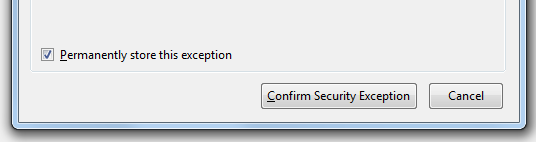 Permanently store this exception
Confirm Security Exception
Cancel